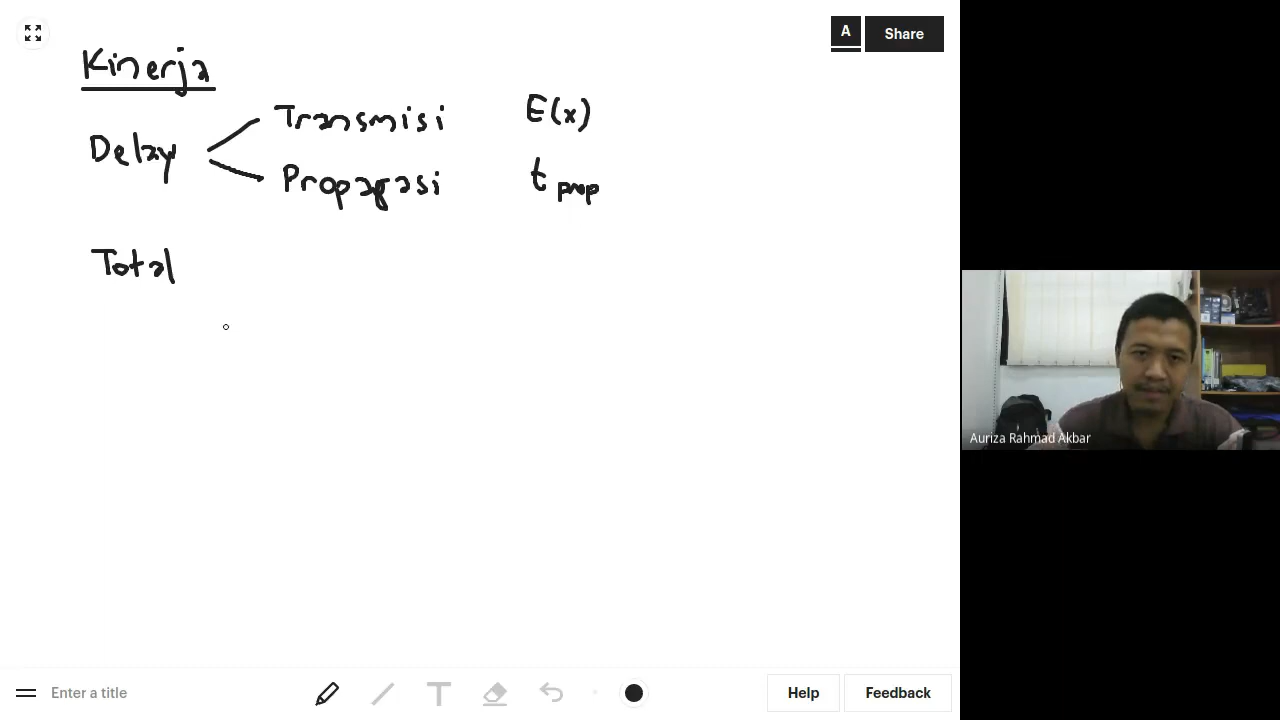 Kinerja
A Share
Transmisi E(x)
Delay
Propagasi t prop
Total
Auriza Rahmad Akbar
Enter a title
T
Help Feedback